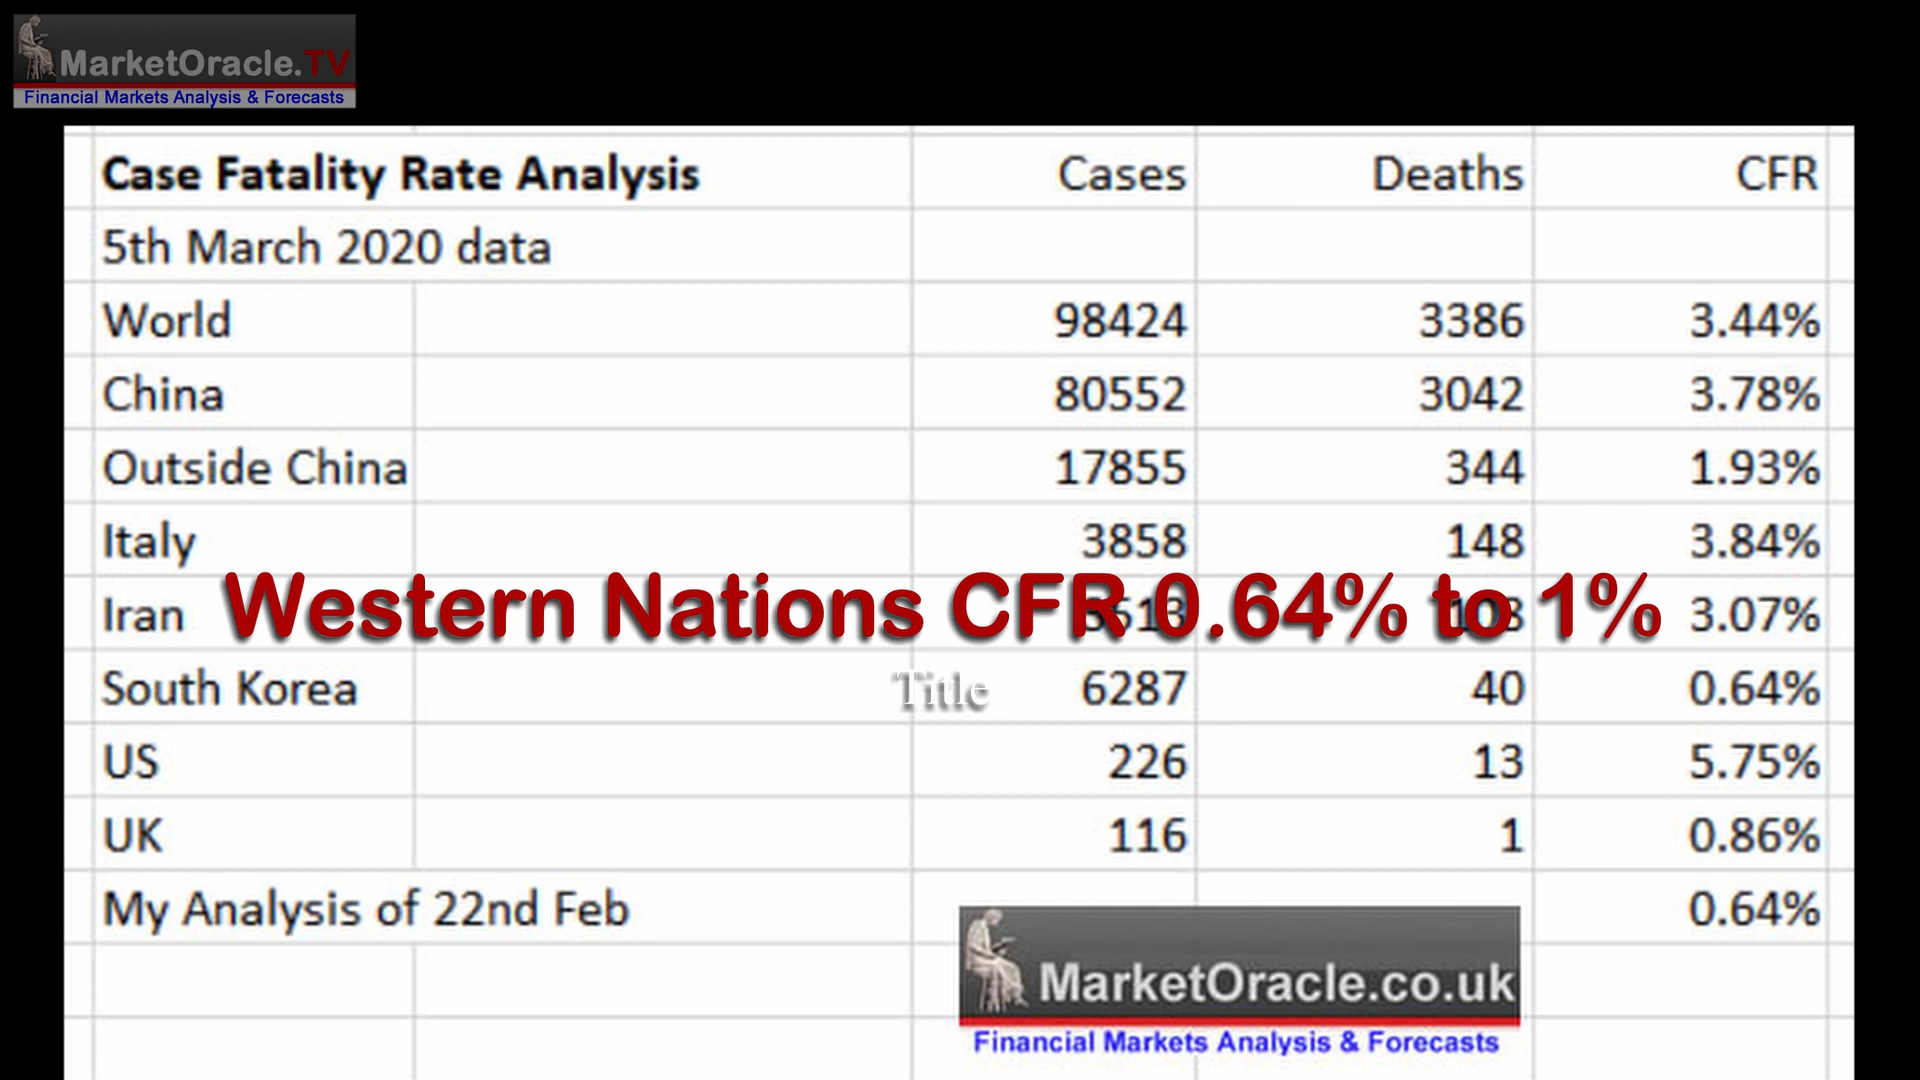 MarketOracle.TV
Financial Markets Analysis & Forecasts
Case Fatality Rate Analysis Cases Deaths CFR
5th March 2020 data
World 98424 3386 3.44%
China 80552 3042 3.78%
Outside China 17855 344 1.93%
Italy 3858 148 3.84%
Western Nations CFR 0.64% to 1%
Iran 3.07%
Title
South Korea 6287 40 0.64%
US 226 13 5.75%
UK 116 1 0.86%
My Analysis of 22nd Feb 0.64%
MarketOracle.co.uk
Financial Markets Analysis & Forecasts